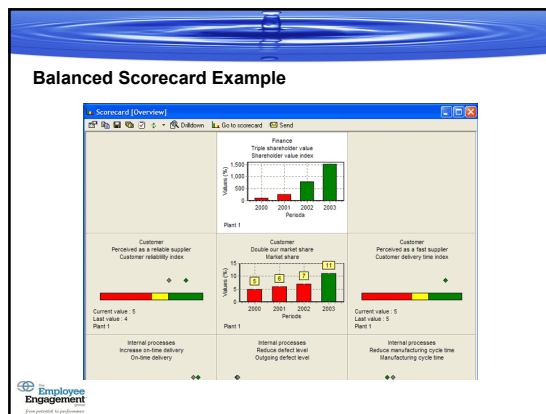 Balanced Scorecard Example
Scorecard [Overview]
Drilldown Go to scorecard Send
Finance
Triple shareholder value
Shareholder value index
Values (%)
1,500
1,000
500
0
2000 2001 2002 2003
Periods
Plant 1
Customer
Perceived as a reliable supplier
Customer reliability index
Current value : 5
Last value : 4
Plant 1
Customer
Double our market share
Market share
Values (%)
15
10
5
0
5 6 7 11
2000 2001 2002 2003
Periods
Plant 1
Customer
Perceived as a fast supplier
Customer delivery time index
Current value : 5
Last value : 5
Plant 1
Internal processes
Increase on-time delivery
On-time delivery
Internal processes
Reduce defect level
Outgoing defect level
Internal processes
Reduce manufacturing cycle time
Manufacturing cycle time
the
Employee
Engagement
group
from potential to performance